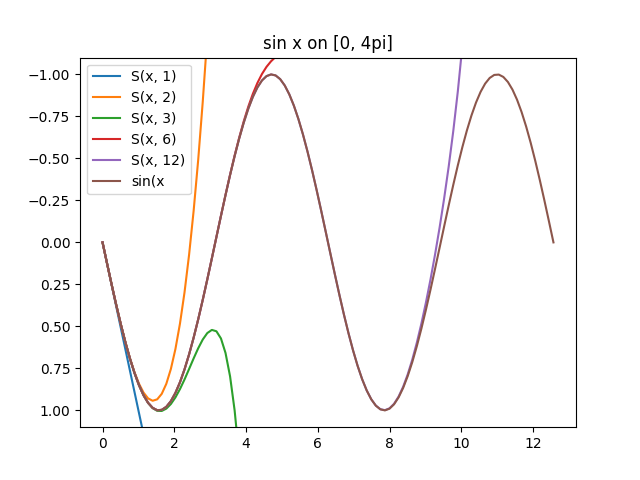 sin x on [0, 4pi]
S(x, 1)
S(x, 2)
S(x, 3)
S(x, 6)
S(x, 12)
sin(x
−1.00
−0.75
−0.50
−0.25
0.00
0.25
0.50
0.75
1.00
0 2 4 6 8 10 12